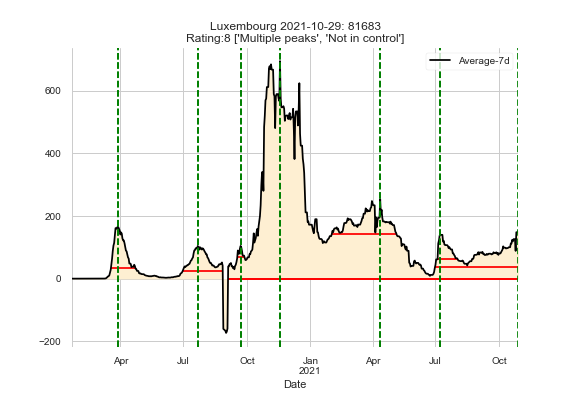 Luxembourg 2021-10-29: 81683
Rating:8 ['Multiple peaks', 'Not in control']
Average-7d
600
400
200
0
−200
Apr
Jul
Oct
Jan
2021
Apr
Jul
Oct
Date